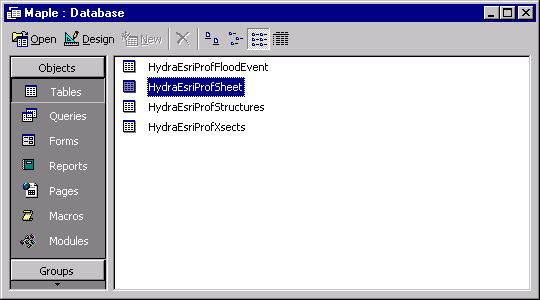 Maple : Database
Open Design New
Objects
Tables
Queries
Forms
Reports
Pages
Macros
Modules
Groups
HydraEsriProfFloodEvent
HydraEsriProfSheet
HydraEsriProfStructures
HydraEsriProfXsects